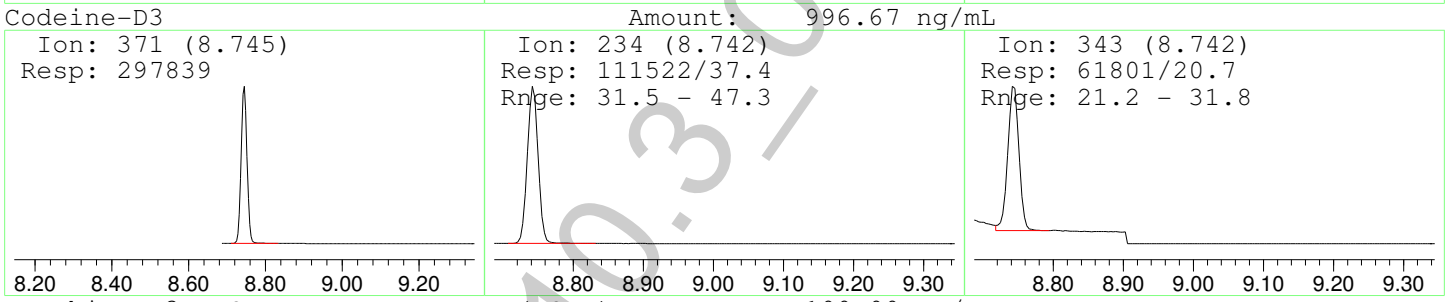 Codeine-D3 Amount: 996.67 ng/mL
Ion: 371 (8.745) Ion: 234 (8.742) Ion: 343 (8.742)
Resp: 297839 Resp: 111522/37.4 Resp: 61801/20.7
Rnge: 31.5 - 47.3 Rnge: 21.2 - 31.8
8.20 8.40 8.60 8.80 9.00 9.20 8.80 8.90 9.00 9.10 9.20 9.30 8.80 8.90 9.00 9.10 9.20 9.30